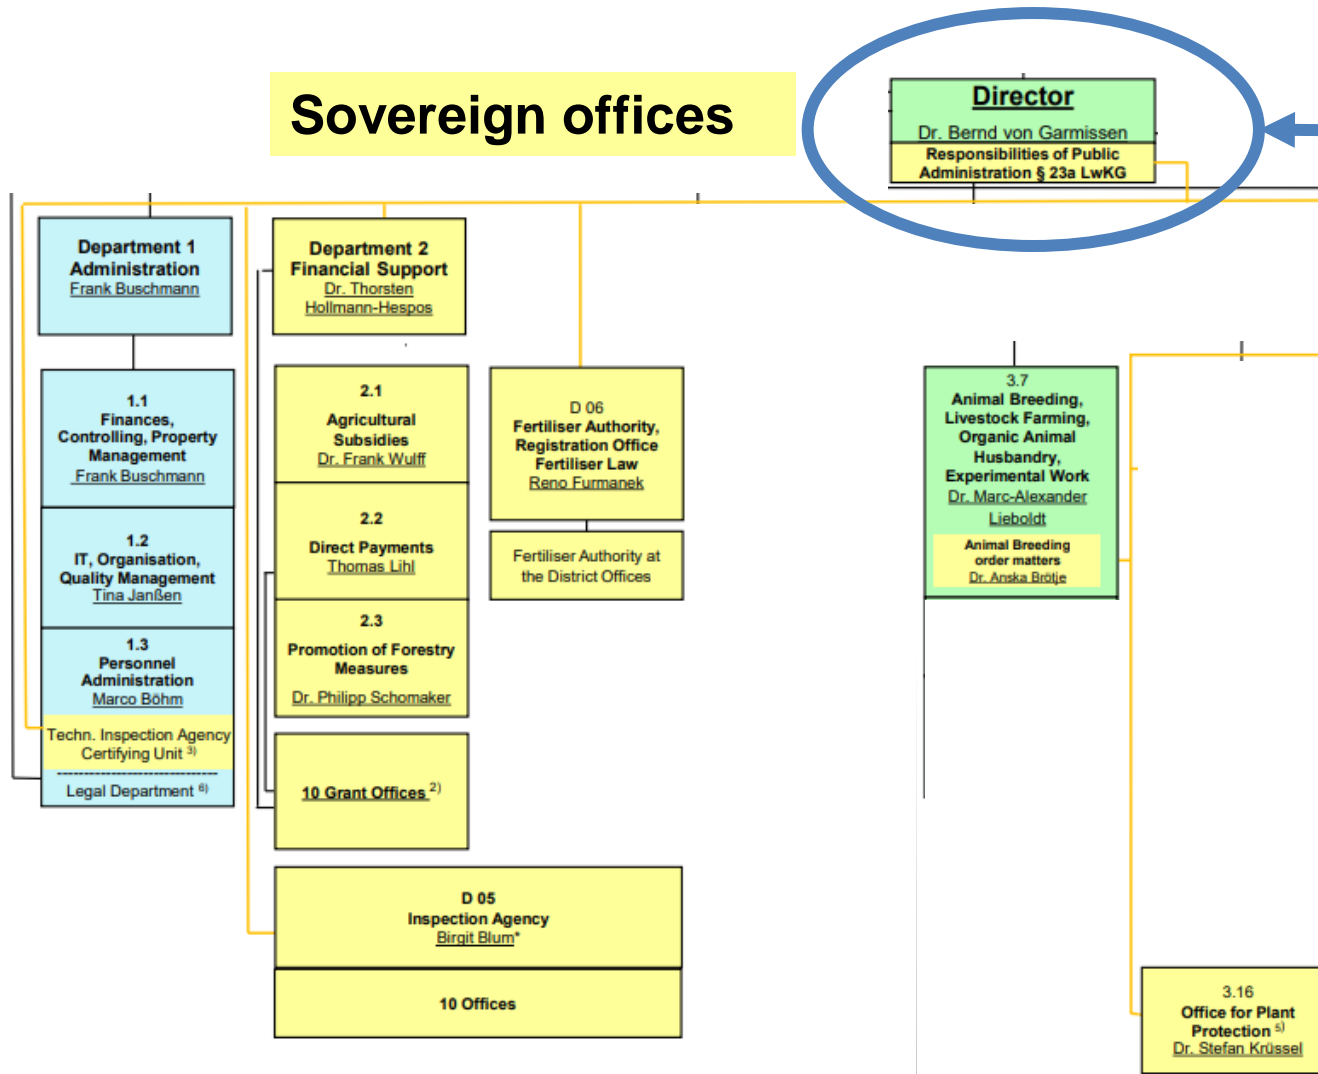 Sovereign offices
Director
Dr. Bernd von Garmissen
Responsibilities of Public
Administration § 23a LwKG
Department 1
Administration
Frank Buschmann
1.1
Finances,
Controlling, Property
Management
Frank Buschmann
1.2
IT, Organisation,
Quality Management
Tina Janßen
1.3
Personnel
Administration
Marco Böhm
Techn. Inspection Agency
Certifying Unit 3)
Legal Department 6)
Department 2
Financial Support
Dr. Thorsten
Hollmann-Hespos
2.1
Agricultural
Subsidies
Dr. Frank Wulff
2.2
Direct Payments
Thomas Lihl
2.3
Promotion of Forestry
Measures
Dr. Philipp Schomaker
10 Grant Offices 2)
D 05
Inspection Agency
Birgit Blum*
10 Offices
D 06
Fertiliser Authority,
Registration Office
Fertiliser Law
Reno Furmanek
Fertiliser Authority at
the District Offices
3.7
Animal Breeding,
Livestock Farming,
Organic Animal
Husbandry,
Experimental Work
Dr. Marc-Alexander
Lieboldt
Animal Breeding
order matters
Dr. Anska Brötje
3.16
Office for Plant
Protection 5)
Dr. Stefan Krüssel